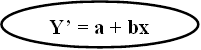 Y’ = a + bx